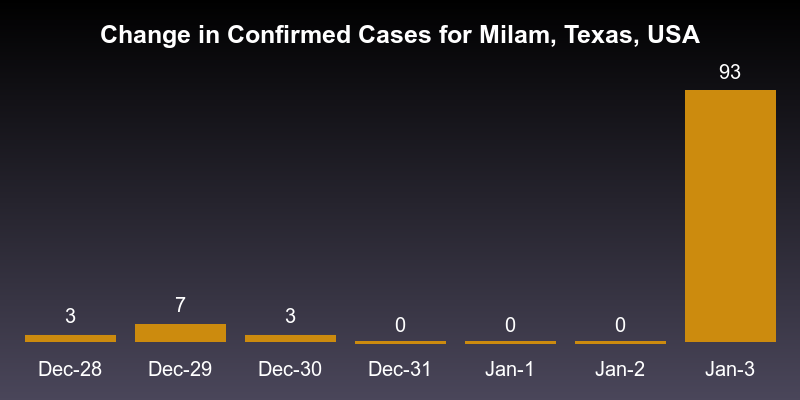 Change in Confirmed Cases for Milam, Texas, USA
93
7
3
3
0
0
0
Dec-28
Dec-29
Dec-30
Dec-31
Jan-1
Jan-2
Jan-3